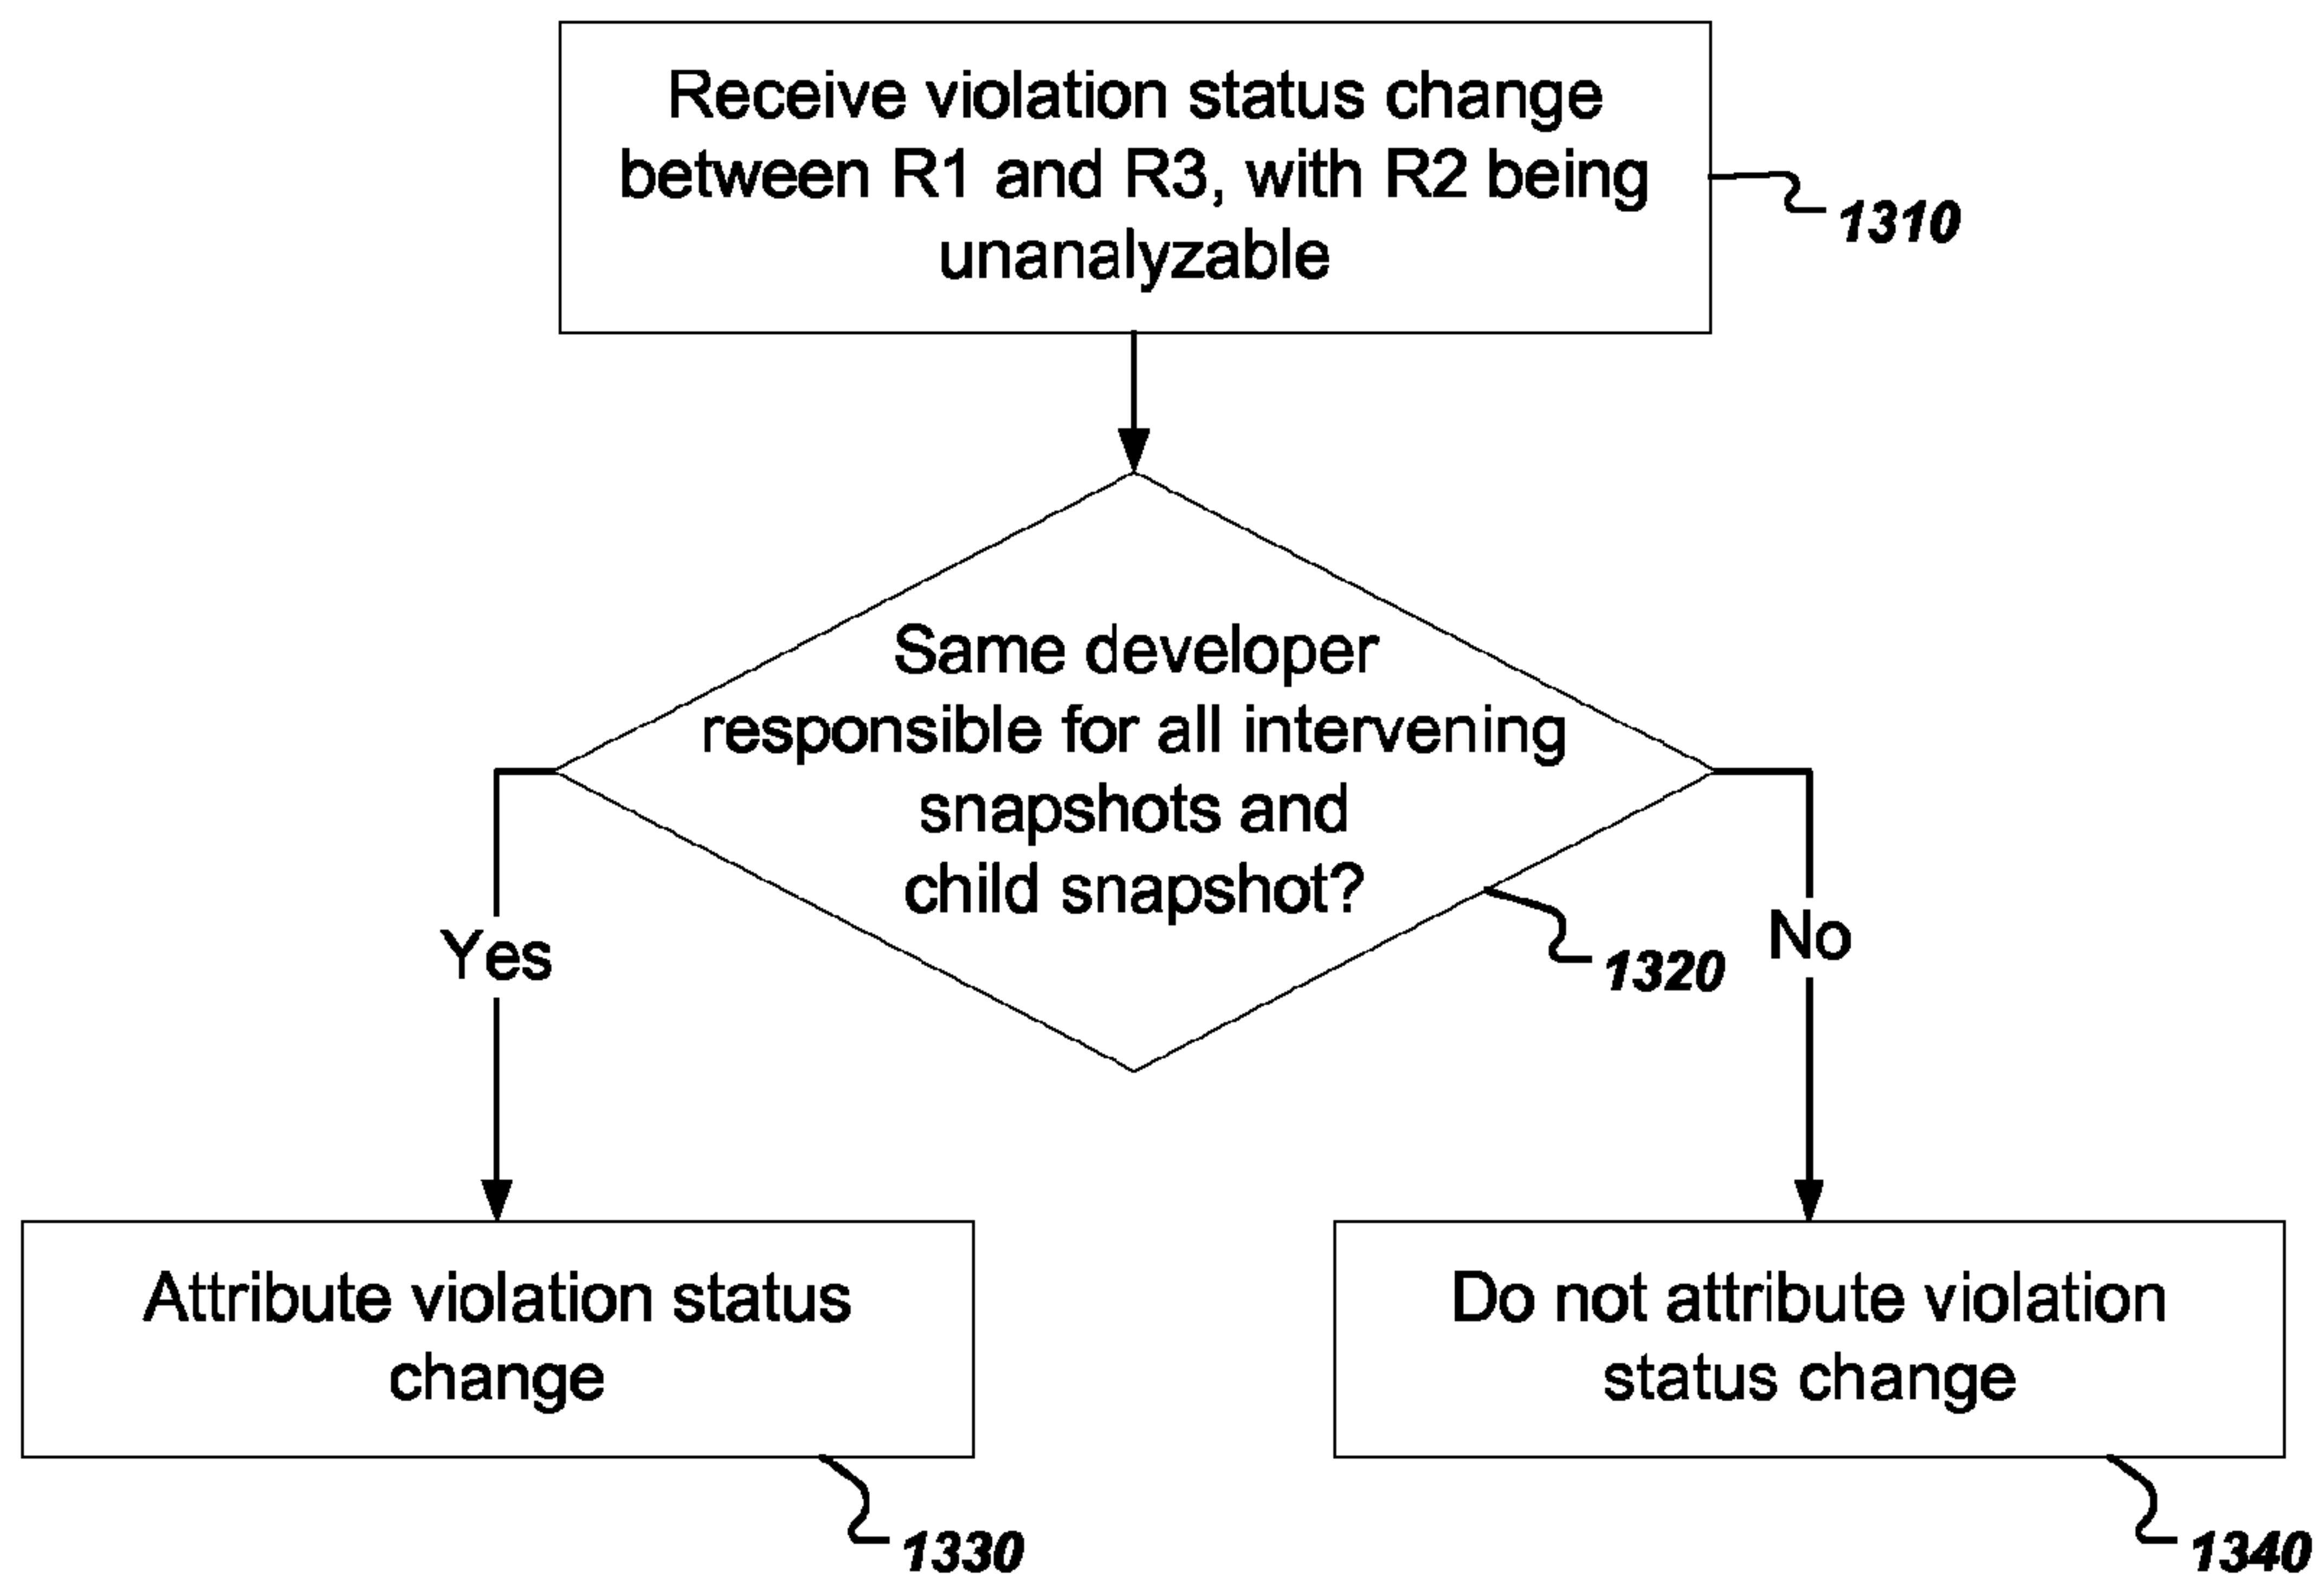 Receive violation status change
between R1 and R3, with R2 being
unanalyzable
1310
Same developer
responsible for all intervening
snapshots and
child snapshot?
1320
Yes
No
Attribute violation status
change
1330
Do not attribute violation
status change
1340